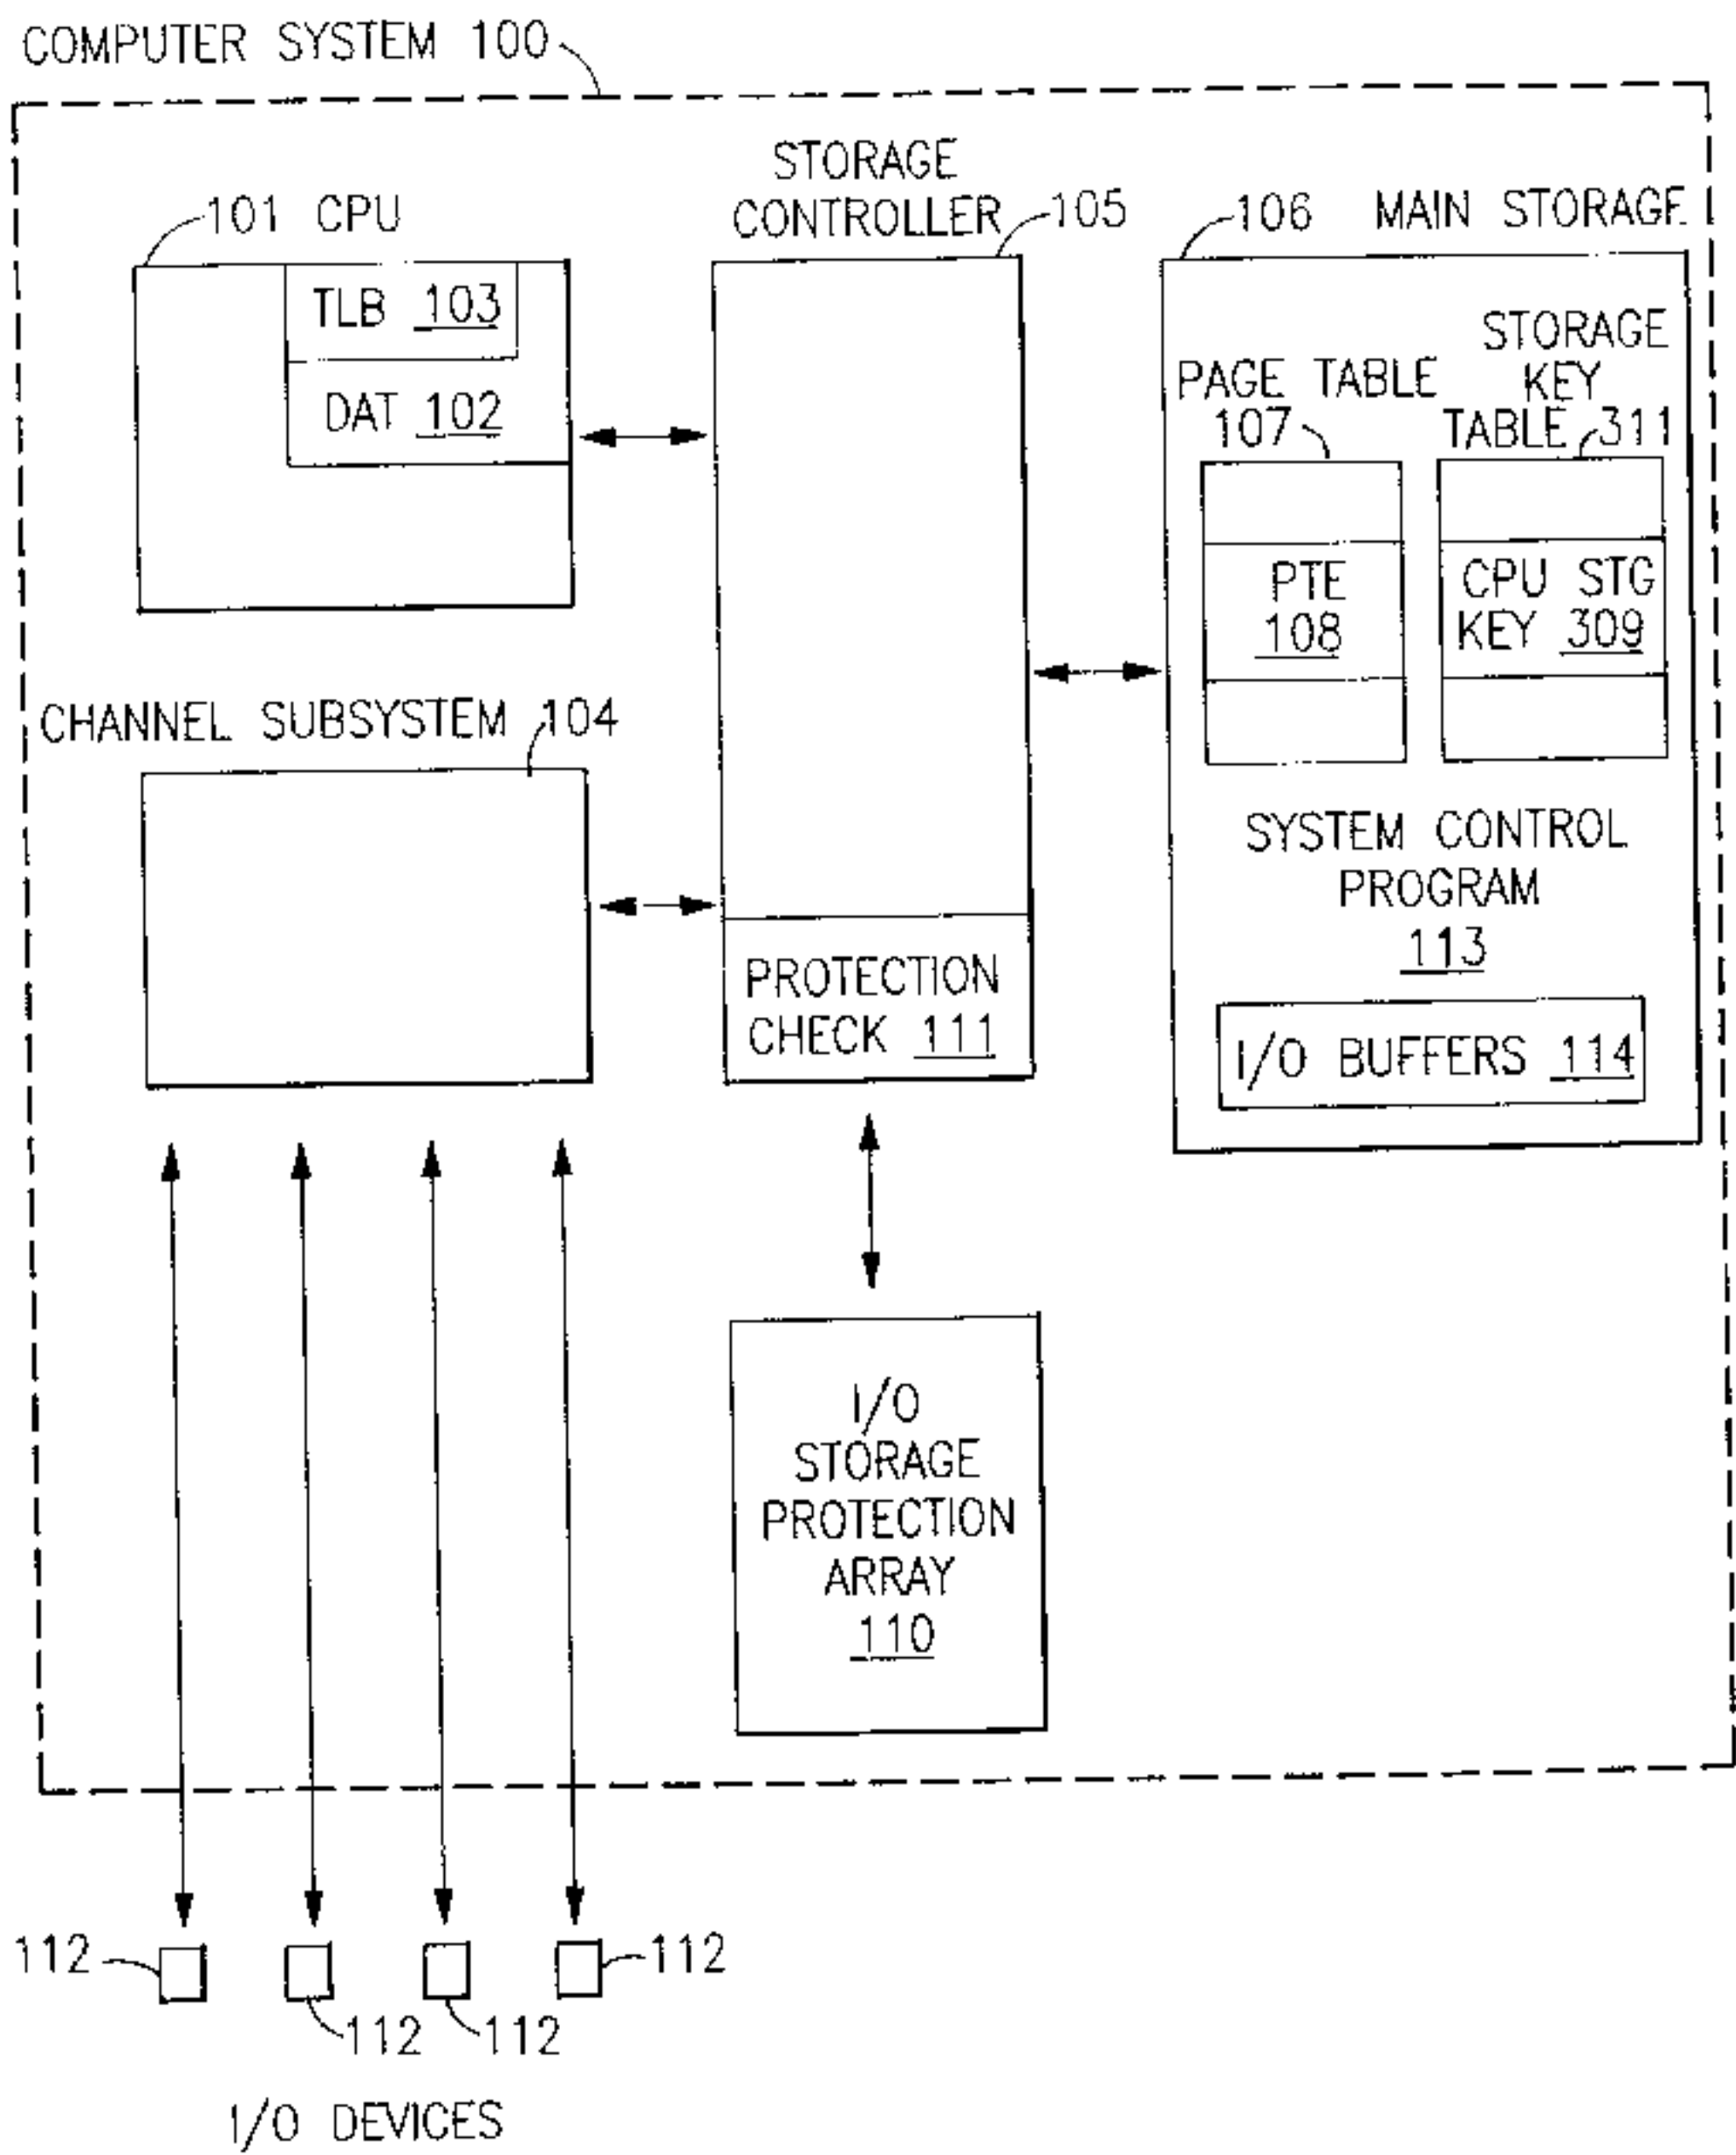 COMPUTER SYSTEM 100
STORAGE
CONTROLLER 105
101 CPU
TLB 103
DAT 102
106 MAIN STORAGE
PAGE TABLE
107
STORAGE
KEY
TABLE 311
PTE
108
CPU STG
KEY 309
CHANNEL SUBSYSTEM 104
SYSTEM CONTROL
PROGRAM
113
PROTECTION
CHECK 111
I/O BUFFERS 114
I/O
STORAGE
PROTECTION
ARRAY
110
112
112
112
112
I/O DEVICES